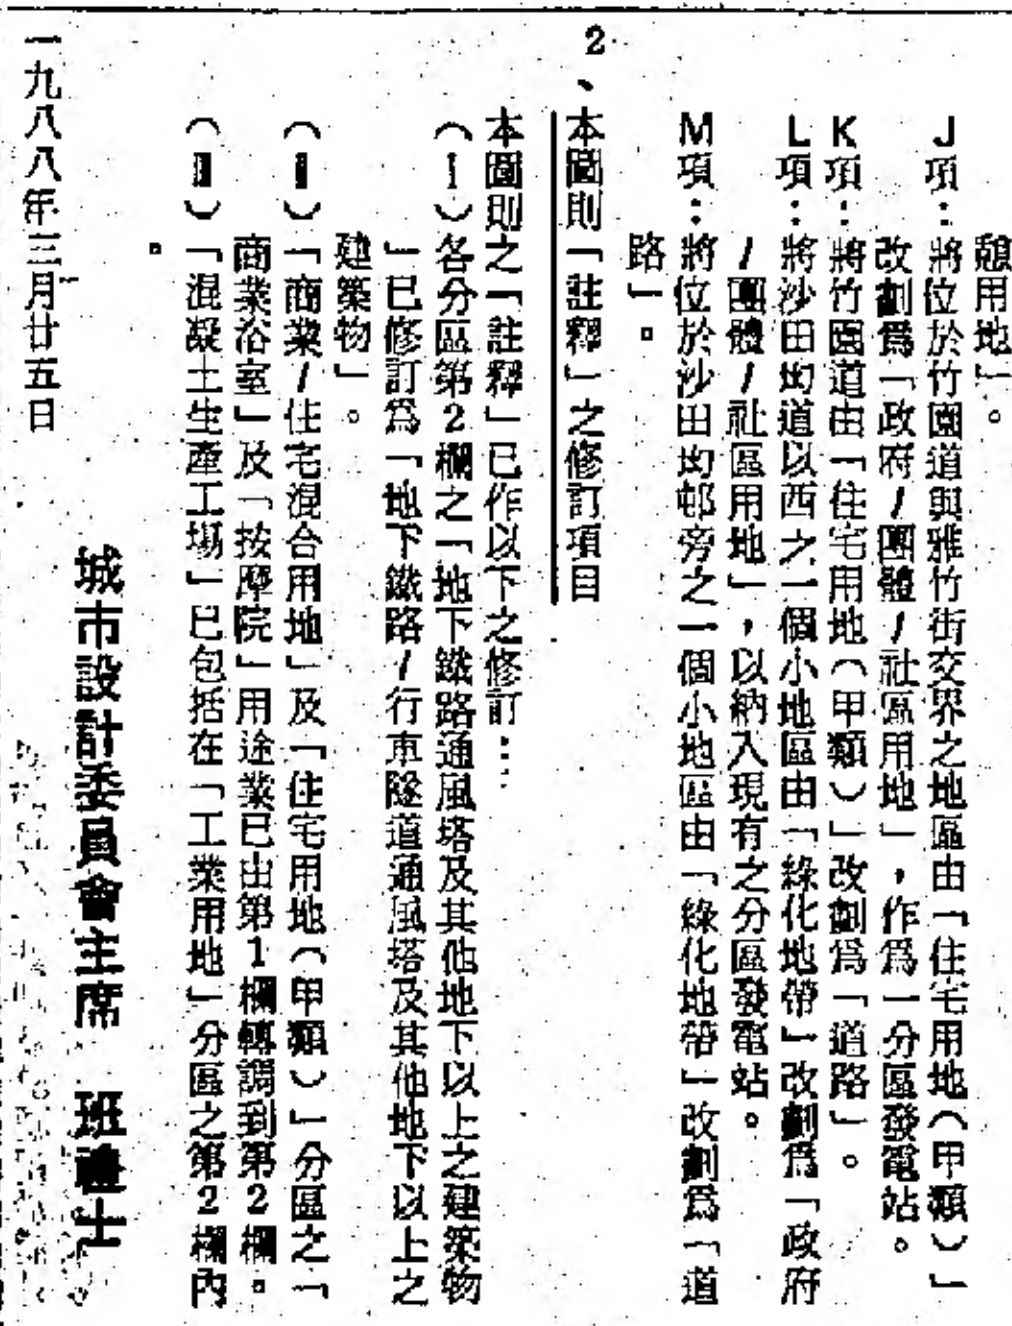 憩用地」。
J項：將位於竹園道與雅竹街交界之地區由「住宅用地（甲類）」
改劃爲「政府／團體／社區用地」，作爲一分區發電站。
K項：將竹園道由「住宅用地（甲類）」改劃爲「道路」。
L項：將沙田坳道以西之一個小地區由「綠化地帶」改劃爲「政府
／團體／社區用地」，以納入現有之分區發電站。
M項：將位於沙田坳邨旁之一個小地區由「綠化地帶」改劃爲「道
路」。
2、本圖則「註釋」之修訂項目
本圖則之「註釋」已作以下之修訂：
（I）各分區第2欄之「地下鐵路通風塔及其他地下以上之建築物
」已修訂爲「地下鐵路／行車隧道通風塔及其他地下以上之
建築物」。
（II）「商業／住宅混合用地」及「住宅用地（甲類）」分區之「
商業浴室」及「按摩院」用途業已由第1欄轉調到第2欄。
（III）「混凝土生產工場」已包括在「工業用地」分區之第2欄內
。
城市設計委員會主席 班禮士
一九八八年三月廿五日